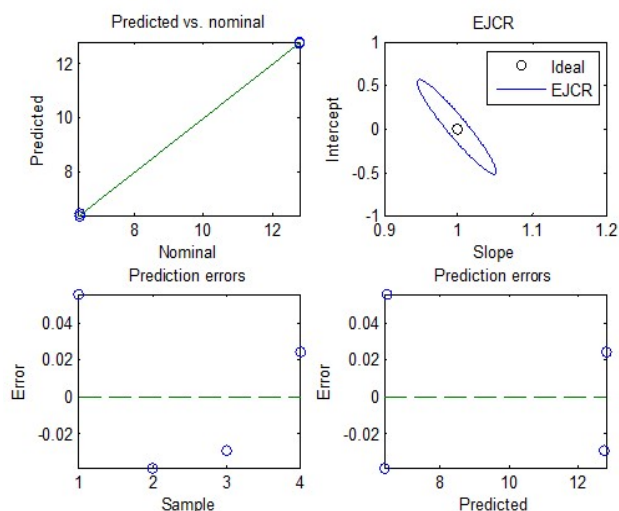 Predicted vs. nominal
Predicted
12
10
8
8 10 12
Nominal
EJCR
Intercept
1
0.5
0
-0.5
-1
0.9 1 1.1 1.2
Slope
Ideal
EJCR
Prediction errors
Error
0.04
0.02
0
-0.02
1 2 3 4
Sample
Prediction errors
Error
0.04
0.02
0
-0.02
8 10 12
Predicted